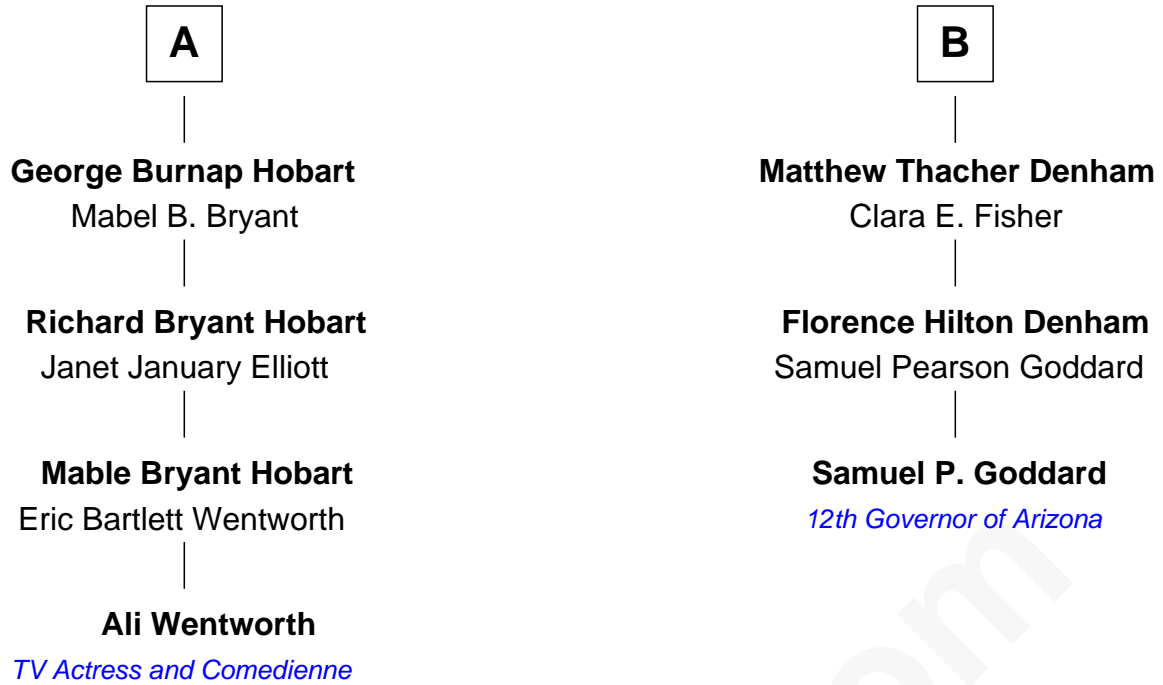 A
George Burnap Hobart
Mabel B. Bryant
Richard Bryant Hobart
Janet January Elliott
Mable Bryant Hobart
Eric Bartlett Wentworth
Ali Wentworth
TV Actress and Comedienne
B
Matthew Thacher Denham
Clara E. Fisher
Florence Hilton Denham
Samuel Pearson Goddard
Samuel P. Goddard
12th Governor of Arizona
om